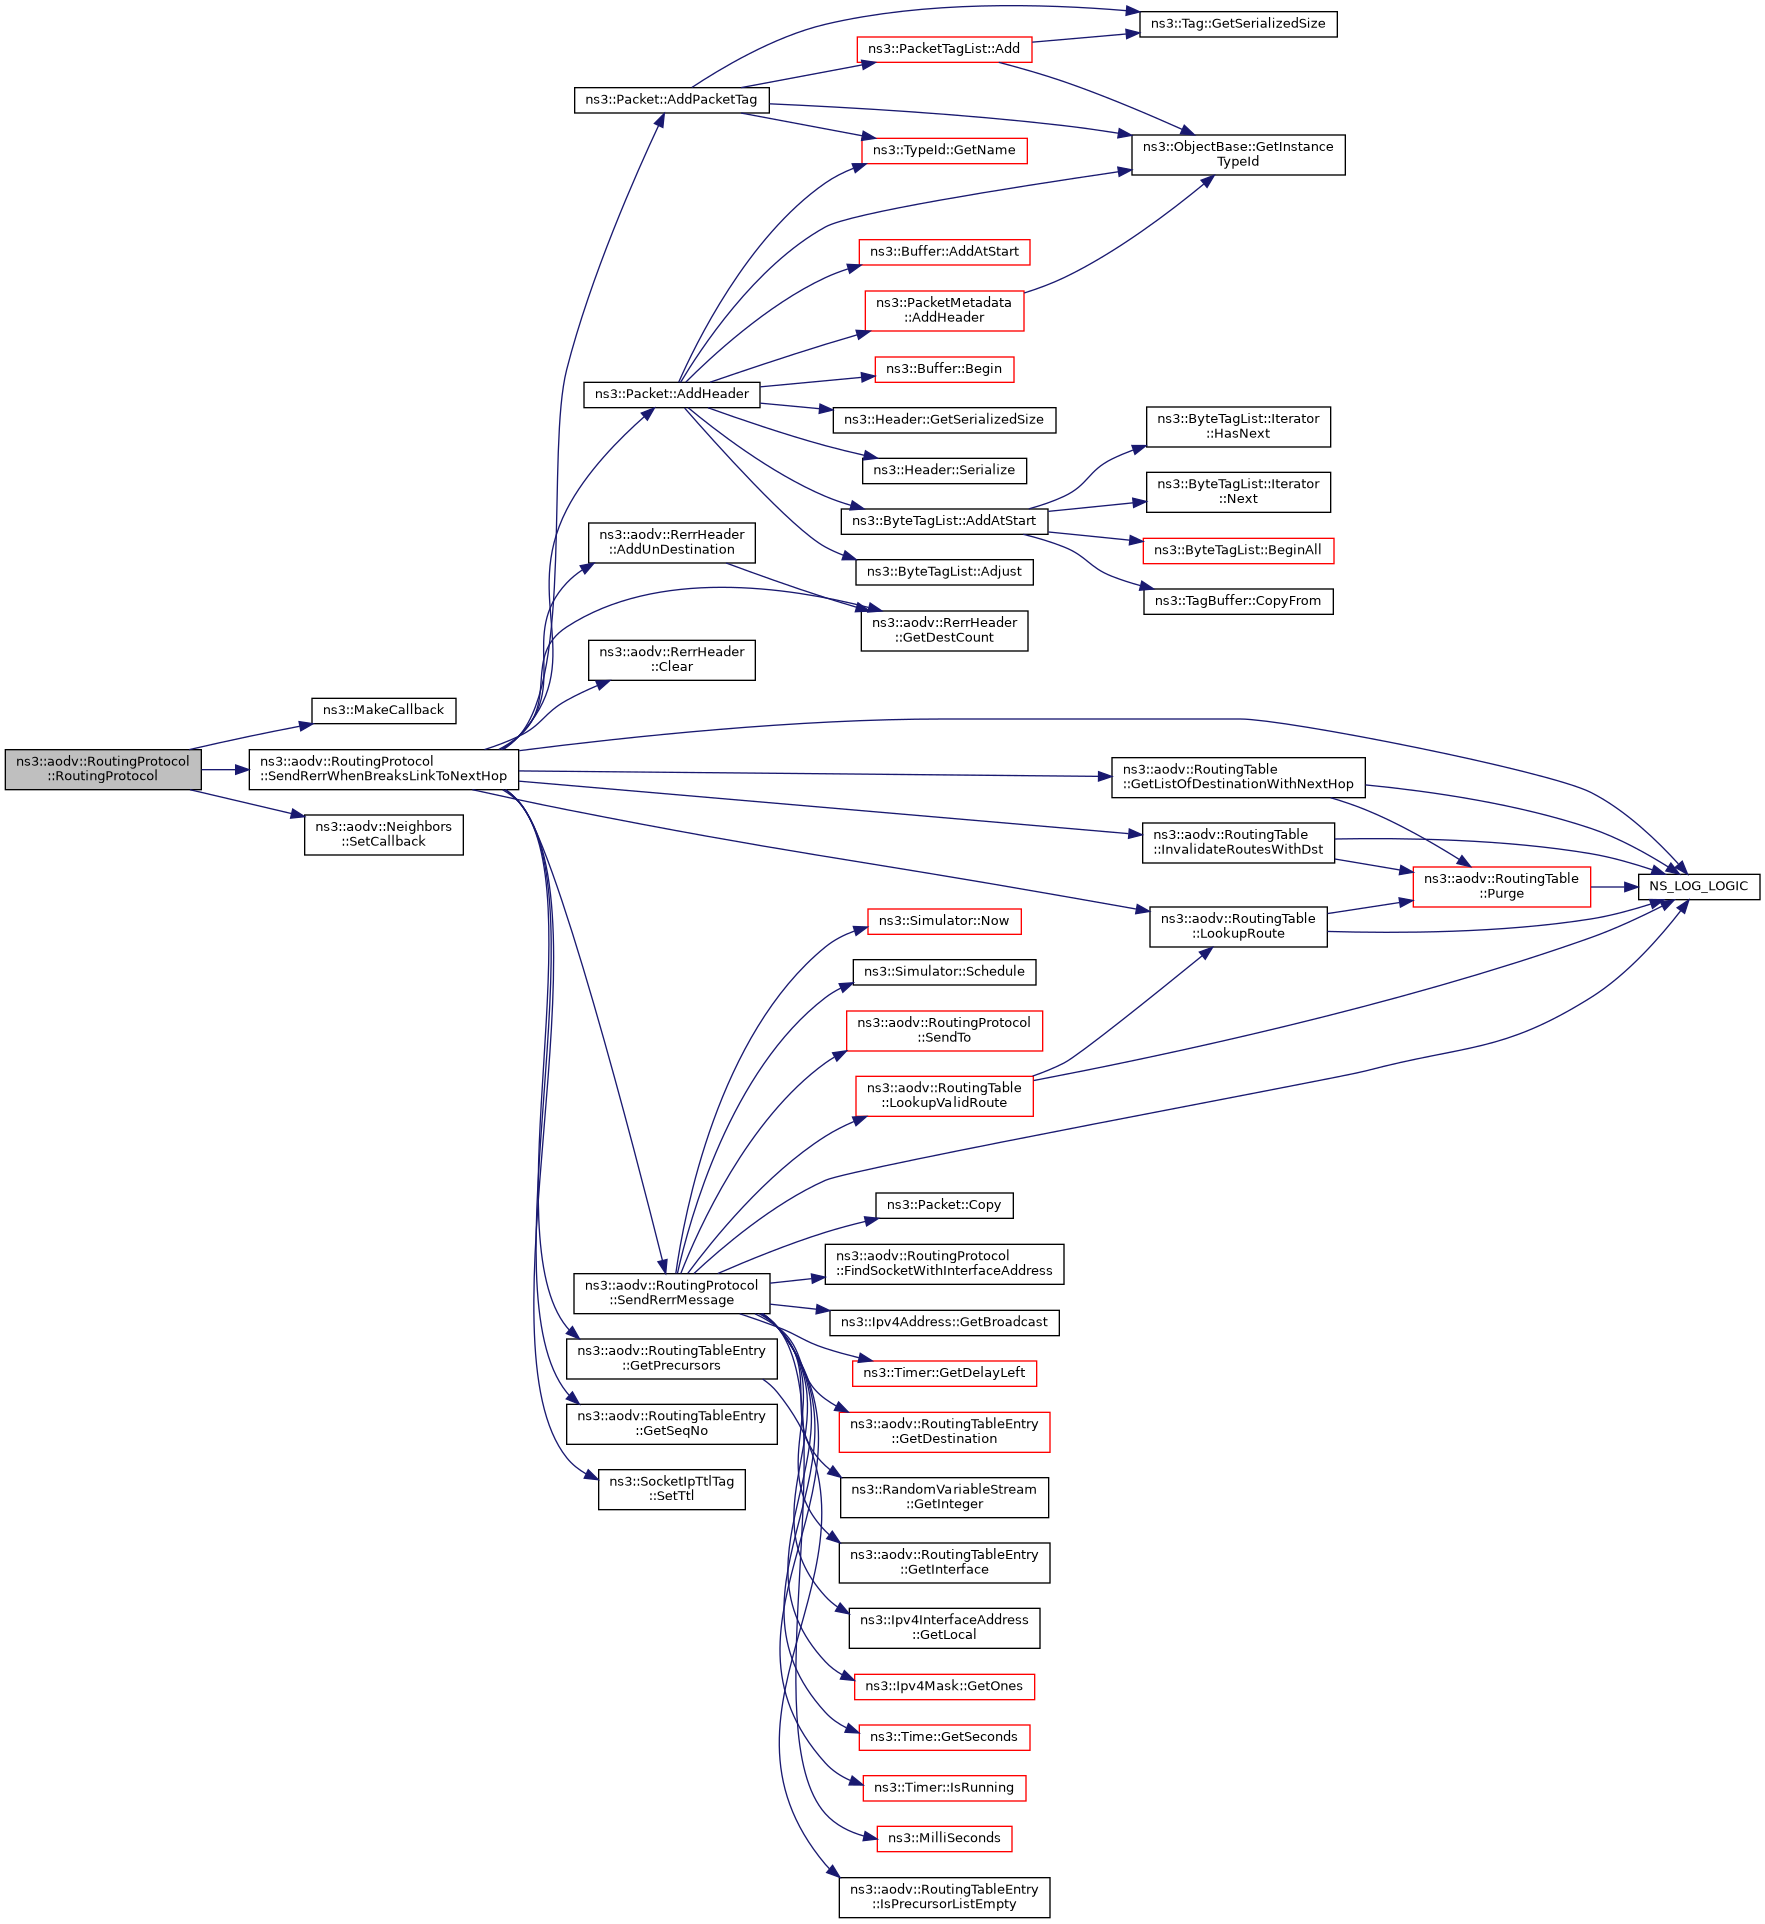 ns3::Tag::GetSerializedSize
ns3::PacketTagList::Add
ns3::Packet::AddPacketTag
ns3::ObjectBase::GetInstance
TypeId
ns3::TypeId::GetName
ns3::Buffer::AddAtStart
ns3::PacketMetadata
::AddHeader
ns3::Buffer::Begin
ns3::Packet::AddHeader
ns3::Header::GetSerializedSize
ns3::ByteTagList::Iterator
::HasNext
ns3::Header::Serialize
ns3::ByteTagList::Iterator
::Next
ns3::ByteTagList::AddAtStart
ns3::aodv::RerrHeader
::AddUnDestination
ns3::ByteTagList::BeginAll
ns3::ByteTagList::Adjust
ns3::TagBuffer::CopyFrom
ns3::aodv::RerrHeader
::GetDestCount
ns3::aodv::RerrHeader
::Clear
ns3::MakeCallback
ns3::aodv::RoutingProtocol
::RoutingProtocol
ns3::aodv::RoutingProtocol
::SendRerrWhenBreaksLinkToNextHop
ns3::aodv::RoutingTable
::GetListOfDestinationWithNextHop
ns3::aodv::Neighbors
::SetCallback
ns3::aodv::RoutingTable
::InvalidateRoutesWithDst
ns3::aodv::RoutingTable
::Purge
NS_LOG_LOGIC
ns3::Simulator::Now
ns3::aodv::RoutingTable
::LookupRoute
ns3::Simulator::Schedule
ns3::aodv::RoutingProtocol
::SendTo
ns3::aodv::RoutingTable
::LookupValidRoute
ns3::Packet::Copy
ns3::aodv::RoutingProtocol
::FindSocketWithInterfaceAddress
ns3::aodv::RoutingProtocol
::SendRerrMessage
ns3::Ipv4Address::GetBroadcast
ns3::aodv::RoutingTableEntry
::GetPrecursors
ns3::Timer::GetDelayLeft
ns3::aodv::RoutingTableEntry
::GetSeqNo
ns3::aodv::RoutingTableEntry
::GetDestination
ns3::SocketIpTtlTag
::SetTtl
ns3::RandomVariableStream
::GetInteger
ns3::aodv::RoutingTableEntry
::GetInterface
ns3::Ipv4InterfaceAddress
::GetLocal
ns3::Ipv4Mask::GetOnes
ns3::Time::GetSeconds
ns3::Timer::IsRunning
ns3::MilliSeconds
ns3::aodv::RoutingTableEntry
::IsPrecursorListEmpty